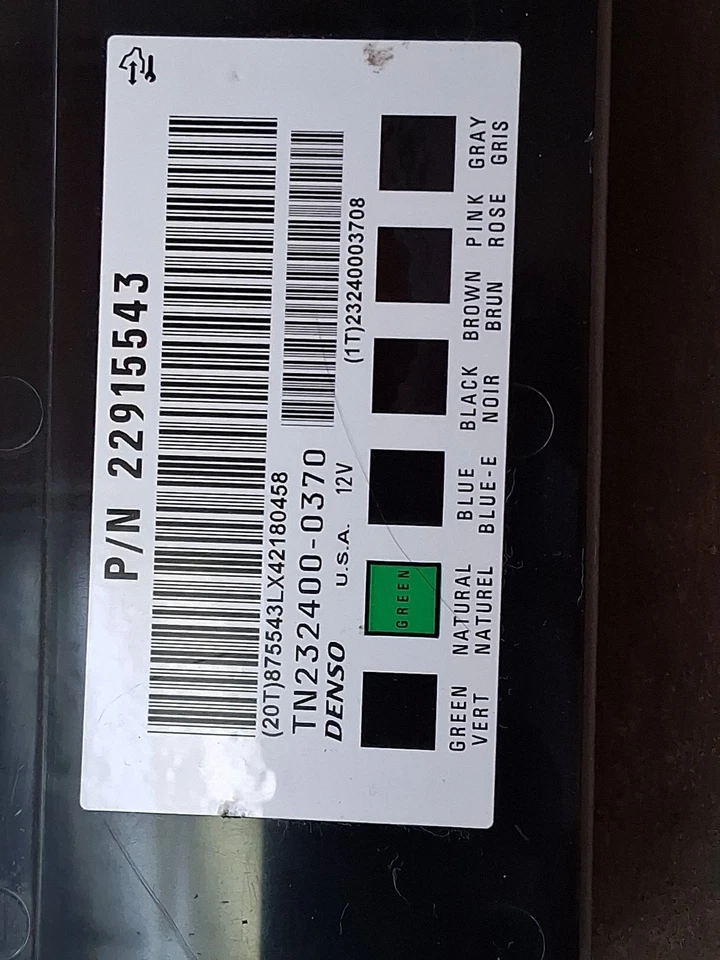 P/N 22915543
(20T)875543LX42180458
TN232400-0370
(1T)23240003708
DENSO U.S.A. 12V
GREEN
GREEN NATURAL BLUE BLACK BROWN PINK GRAY
VERT NATUREL BLUE-E NOIR BRUN ROSE GRIS